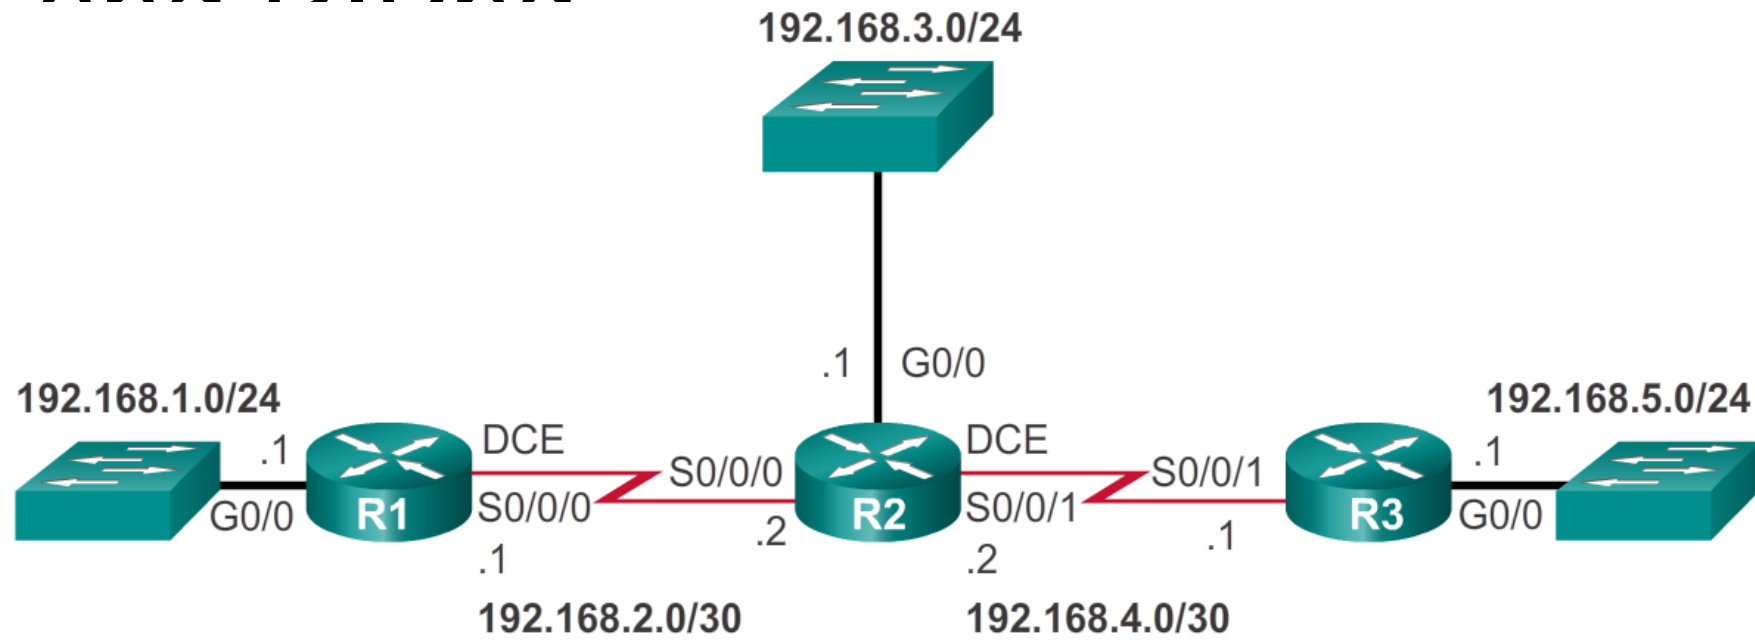 192.168.3.0/24
.1 G0/0
192.168.1.0/24
192.168.5.0/24
.1
DCE
DCE
.1
S0/0/0
S0/0/1
G0/0
R1
S0/0/0
R2
S0/0/1
R3
G0/0
.2
.1
.1
.2
192.168.2.0/30
192.168.4.0/30